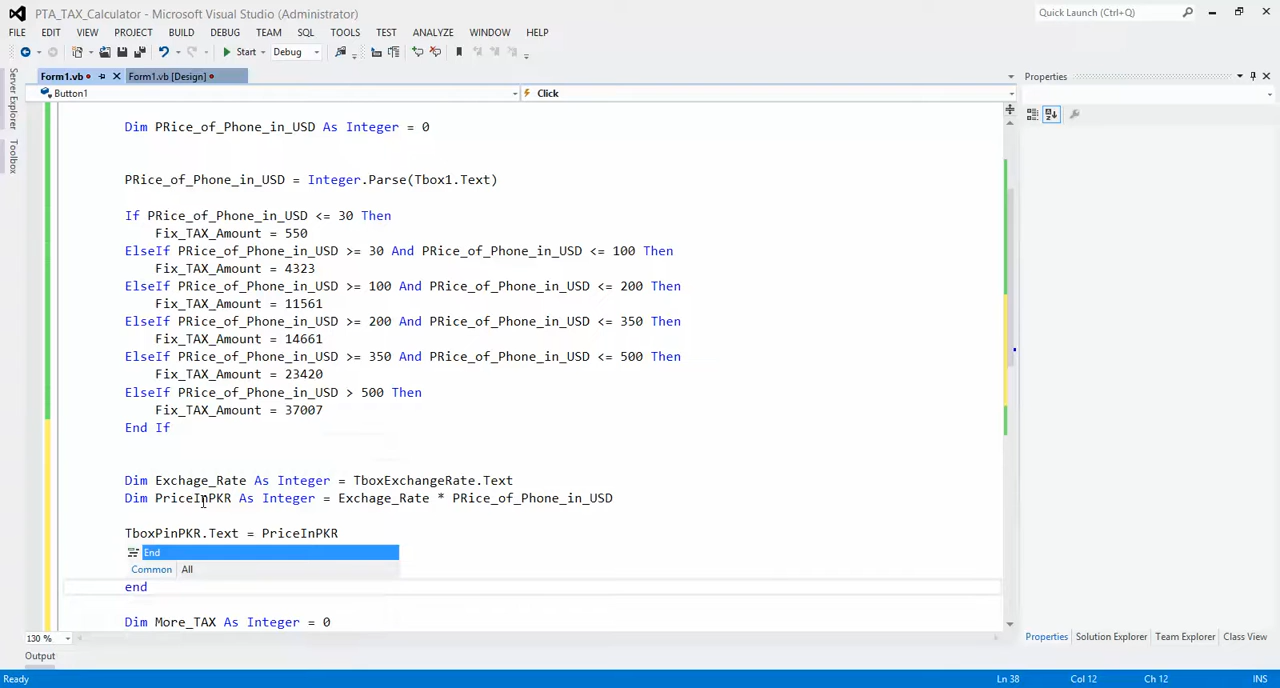 PTA_TAX_Calculator - Microsoft Visual Studio (Administrator)
Quick Launch (Ctrl+Q)
FILE EDIT VIEW PROJECT BUILD DEBUG TEAM SQL TOOLS TEST ANALYZE WINDOW HELP
Start Debug
Form1.vb Form1.vb [Design] Properties
Button1 Click
Server Explorer
Toolbox
Dim PRice_of_Phone_in_USD As Integer = 0
PRice_of_Phone_in_USD = Integer.Parse(Tbox1.Text)
If PRice_of_Phone_in_USD <= 30 Then
Fix_TAX_Amount = 550
ElseIf PRice_of_Phone_in_USD >= 30 And PRice_of_Phone_in_USD <= 100 Then
Fix_TAX_Amount = 4323
ElseIf PRice_of_Phone_in_USD >= 100 And PRice_of_Phone_in_USD <= 200 Then
Fix_TAX_Amount = 11561
ElseIf PRice_of_Phone_in_USD >= 200 And PRice_of_Phone_in_USD <= 350 Then
Fix_TAX_Amount = 14661
ElseIf PRice_of_Phone_in_USD >= 350 And PRice_of_Phone_in_USD <= 500 Then
Fix_TAX_Amount = 23420
ElseIf PRice_of_Phone_in_USD > 500 Then
Fix_TAX_Amount = 37007
End If
Dim Exchage_Rate As Integer = TboxExchangeRate.Text
Dim PriceInPKR As Integer = Exchage_Rate * PRice_of_Phone_in_USD
TboxPinPKR.Text = PriceInPKR
End
Common All
end
Dim More_TAX As Integer = 0
130 %
Properties Solution Explorer Team Explorer Class View
Output
Ready Ln 38 Col 12 Ch 12 INS